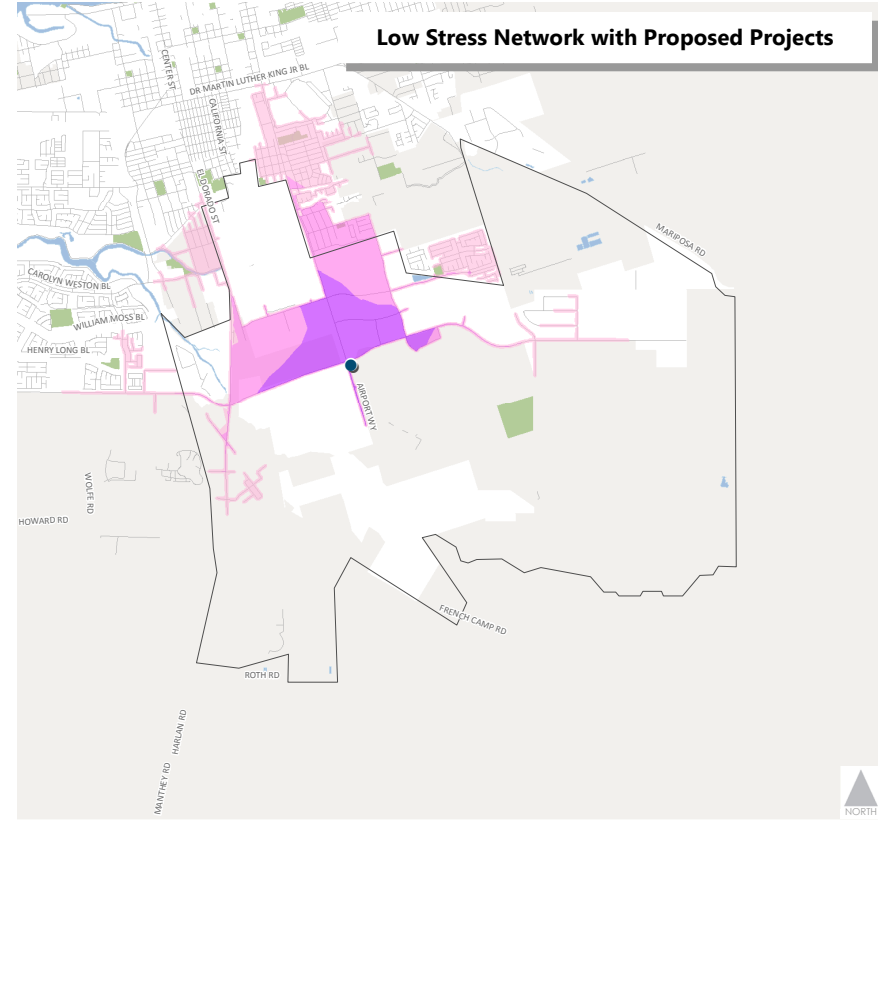 Low Stress Network with Proposed Projects
CENTER ST
DR MARTIN LUTHER KING JR BL
CALIFORNIA ST
EL DORADO ST
MARIPOSA RD
CAROLYN WESTON BL
WILLIAM MOSS BL
HENRY LONG BL
AIRPORT WY
WOLFE RD
HOWARD RD
FRENCH CAMP RD
ROTH RD
HARLAN RD
MANTHEY RD
NORTH